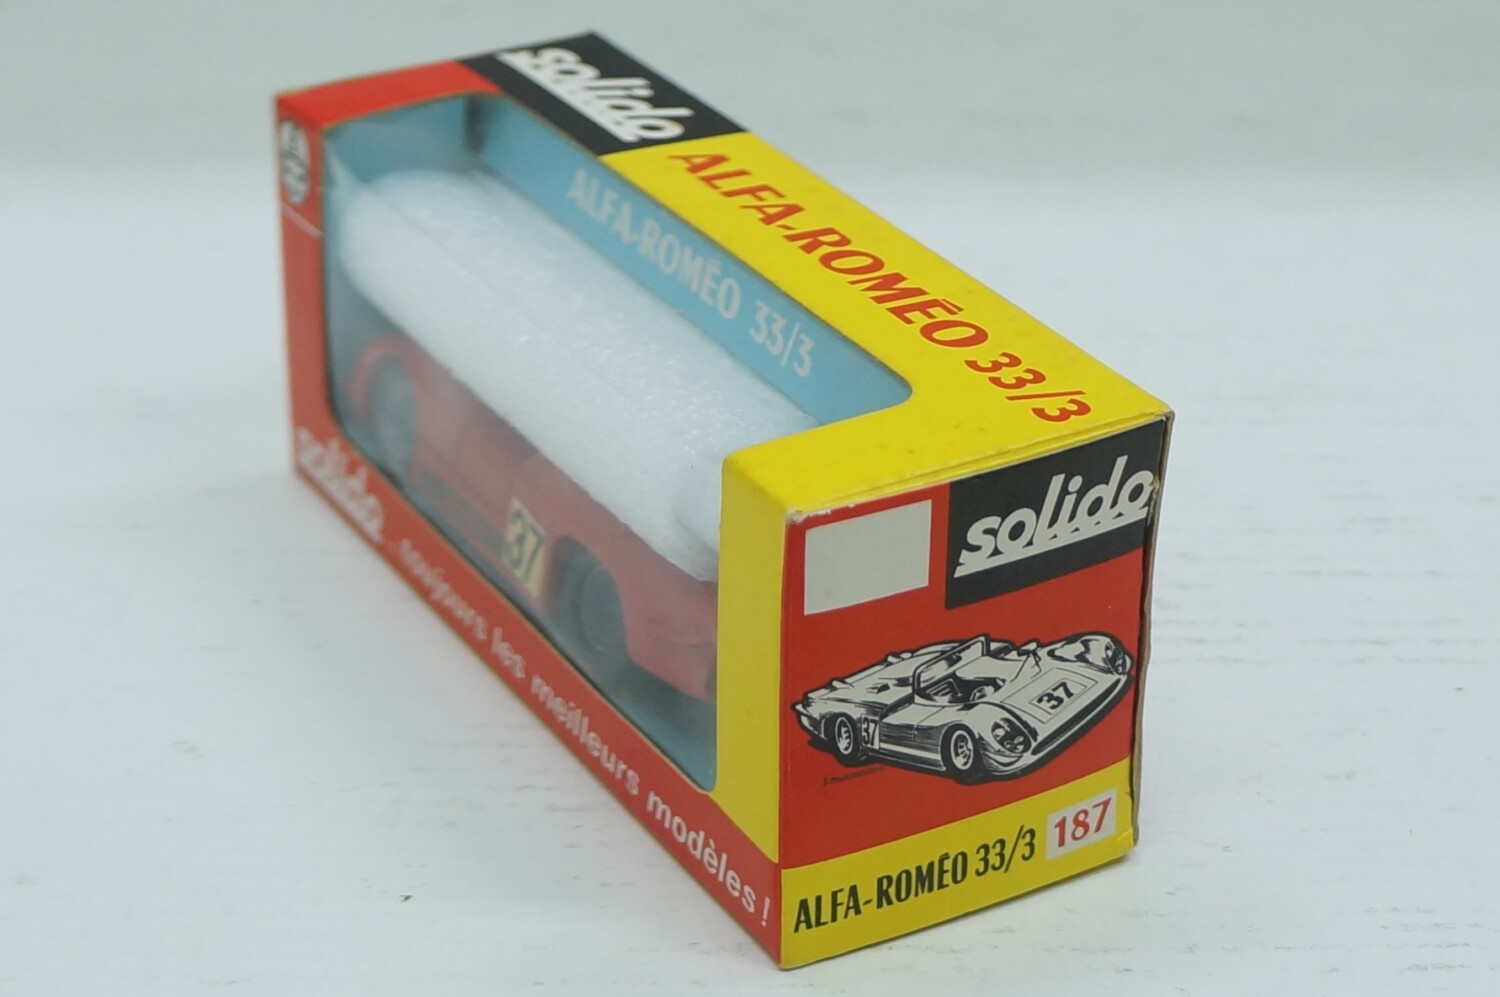 solido
ALFA-ROMÉO 33/3
ALFA-ROMÉO 33/3
37
solido ...toujours les meilleurs modèles!
solido
37
37
ALFA-ROMÉO 33/3 187